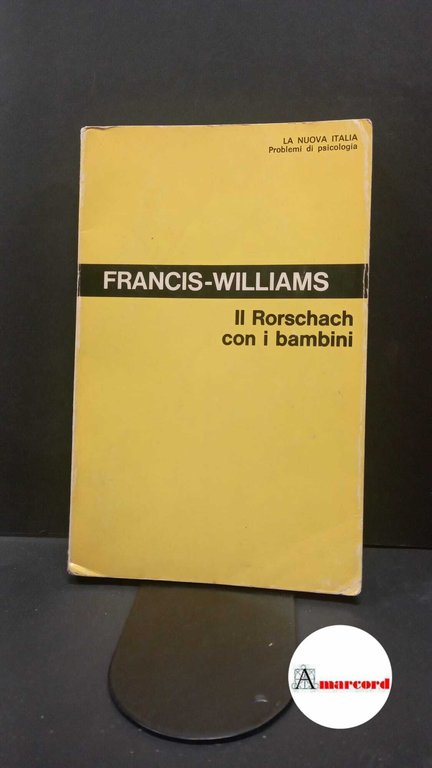 LA NUOVA ITALIA
Problemi di psicologia
FRANCIS-WILLIAMS
Il Rorschach
con i bambini
Amarcord